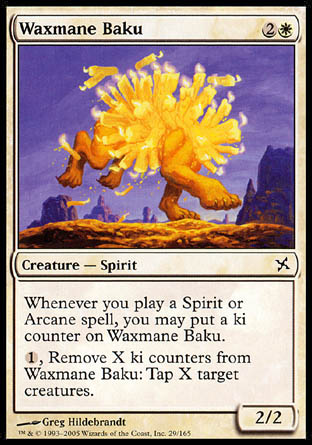 Waxmane Baku 2
Creature — Spirit
Whenever you play a Spirit or
Arcane spell, you may put a ki
counter on Waxmane Baku.
1, Remove X ki counters from
Waxmane Baku: Tap X target
creatures.
Greg Hildebrandt
™ & © 1993–2005 Wizards of the Coast, Inc. 29/165
2/2